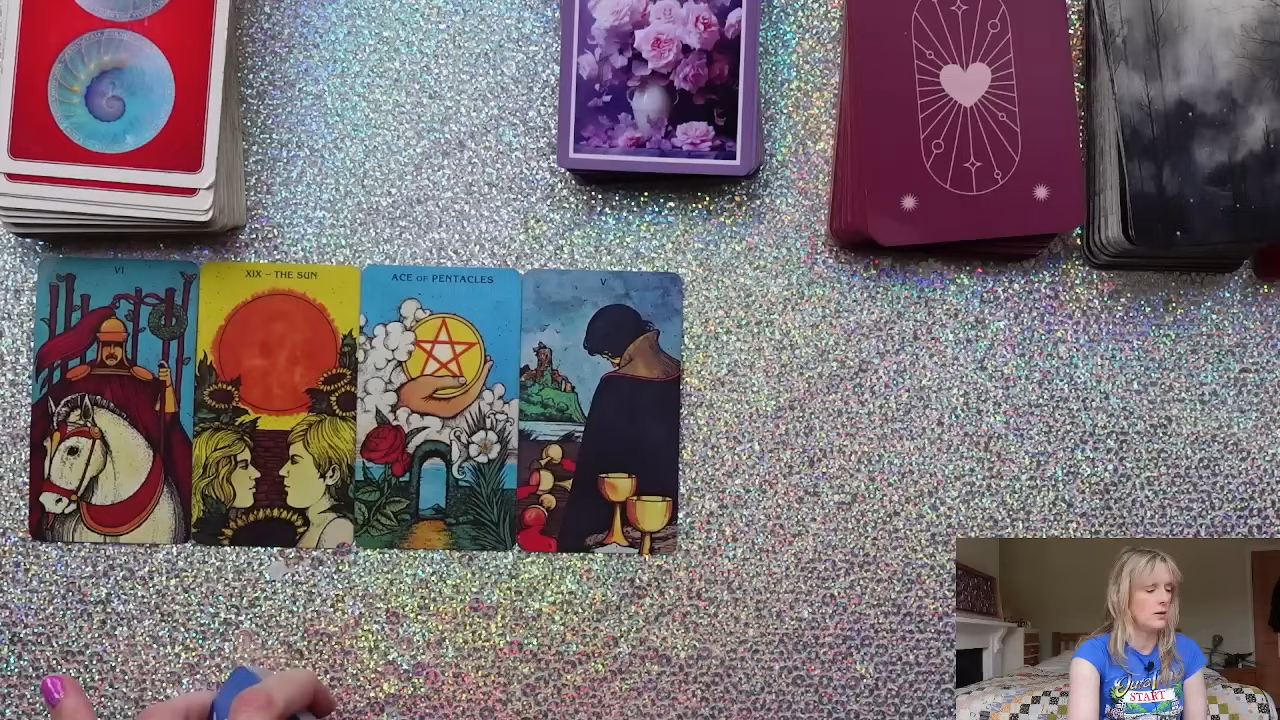 VI
XIX – THE SUN
ACE OF PENTACLES
V
START